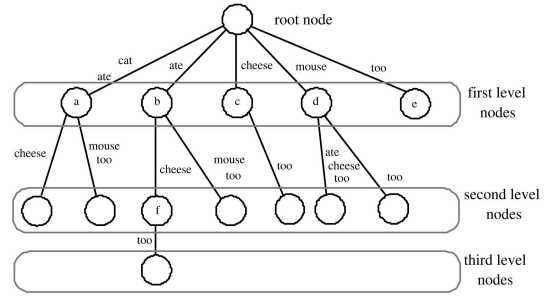 root node
cat
ate
ate
cheese
mouse
too
first level
nodes
a
b
c
d
e
cheese
mouse
too
cheese
mouse
too
too
ate
cheese
too
too
second level
nodes
f
too
third level
nodes